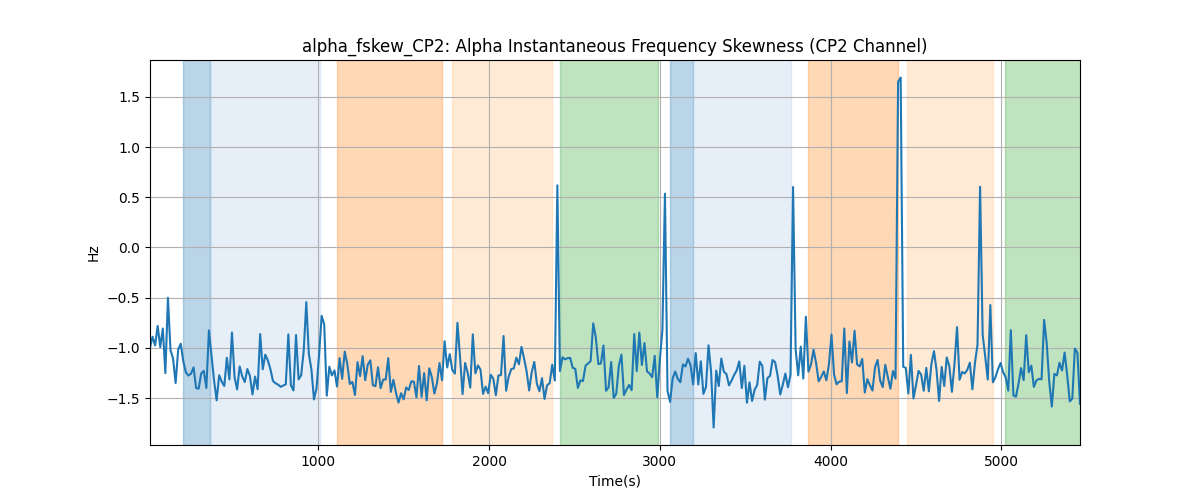 alpha_fskew_CP2: Alpha Instantaneous Frequency Skewness (CP2 Channel)
Hz
1.5
1.0
0.5
0.0
−0.5
−1.0
−1.5
1000 2000 3000 4000 5000
Time(s)